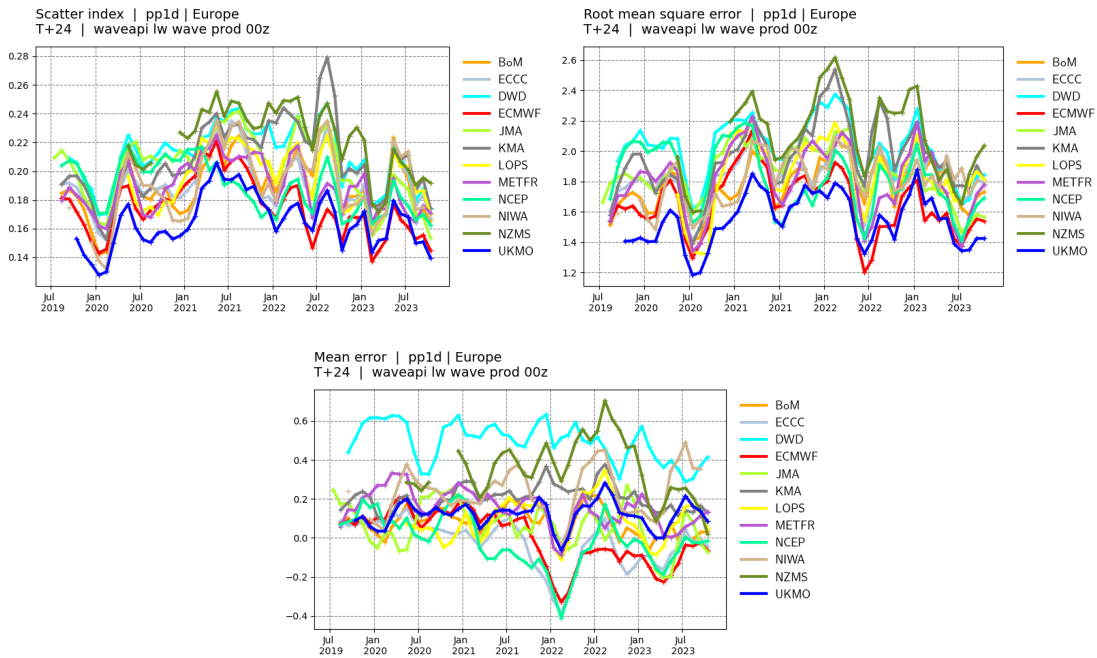 Scatter index | pp1d | Europe
T+24 | waveapi lw wave prod 00z
0.28
0.26
0.24
0.22
0.20
0.18
0.16
0.14
Jul Jan Jul Jan Jul Jan Jul Jan Jul
2019 2020 2020 2021 2021 2022 2022 2023 2023
BoM
ECCC
DWD
ECMWF
JMA
KMA
LOPS
METFR
NCEP
NIWA
NZMS
UKMO
Root mean square error | pp1d | Europe
T+24 | waveapi lw wave prod 00z
2.6
2.4
2.2
2.0
1.8
1.6
1.4
1.2
Jul Jan Jul Jan Jul Jan Jul Jan Jul
2019 2020 2020 2021 2021 2022 2022 2023 2023
BoM
ECCC
DWD
ECMWF
JMA
KMA
LOPS
METFR
NCEP
NIWA
NZMS
UKMO
Mean error | pp1d | Europe
T+24 | waveapi lw wave prod 00z
0.6
0.4
0.2
0.0
−0.2
−0.4
Jul Jan Jul Jan Jul Jan Jul Jan Jul
2019 2020 2020 2021 2021 2022 2022 2023 2023
BoM
ECCC
DWD
ECMWF
JMA
KMA
LOPS
METFR
NCEP
NIWA
NZMS
UKMO